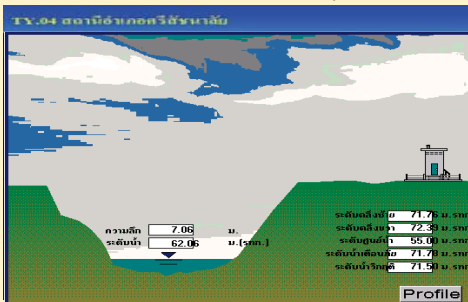 TY.04 สถานีอำเภอศรีสัชนาลัย
ความลึก 7.06 ม.
ระดับน้ำ 62.06 ม.(รทก.)
ระดับตลิ่งซ้าย 71.76 ม.รทก
ระดับตลิ่งขวา 72.39 ม.รทก
ระดับศูนย์น้ำ 55.00 ม.รทก
ระดับน้ำเตือนภัย 71.70 ม.รทก
ระดับน้ำวิกฤติ 71.50 ม.รทก
Profile